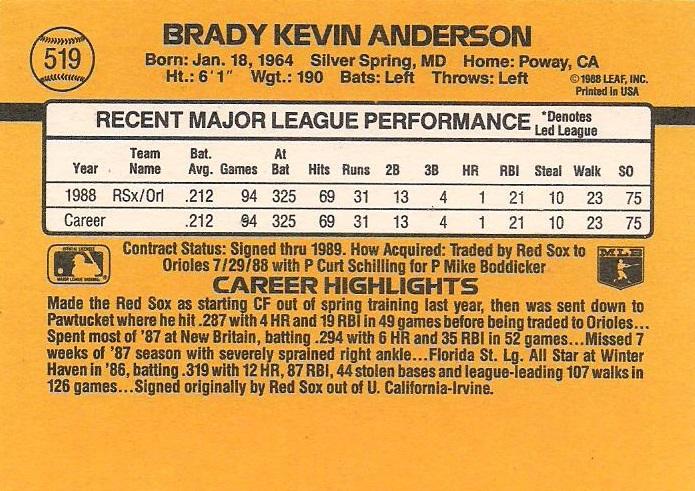 519
BRADY KEVIN ANDERSON
Born: Jan. 18, 1964 Silver Spring, MD Home: Poway, CA
Ht.: 6'1" Wgt.: 190 Bats: Left Throws: Left
©1988 LEAF, INC.
Printed in USA
RECENT MAJOR LEAGUE PERFORMANCE *Denotes Led League
Year Team Name Bat. Avg. Games At Bat Hits Runs 2B 3B HR RBI Steal Walk SO
1988 RSx/Orl .212 94 325 69 31 13 4 1 21 10 23 75
Career .212 94 325 69 31 13 4 1 21 10 23 75
Contract Status: Signed thru 1989. How Acquired: Traded by Red Sox to
Orioles 7/29/88 with P Curt Schilling for P Mike Boddicker
MLB
CAREER HIGHLIGHTS
Made the Red Sox as starting CF out of spring training last year, then was sent down to
Pawtucket where he hit .287 with 4 HR and 19 RBI in 49 games before being traded to Orioles...
Spent most of '87 at New Britain, batting .294 with 6 HR and 35 RBI in 52 games...Missed 7
weeks of '87 season with severely sprained right ankle...Florida St. Lg. All Star at Winter
Haven in '86, batting .319 with 12 HR, 87 RBI, 44 stolen bases and league-leading 107 walks in
126 games...Signed originally by Red Sox out of U. California-Irvine.